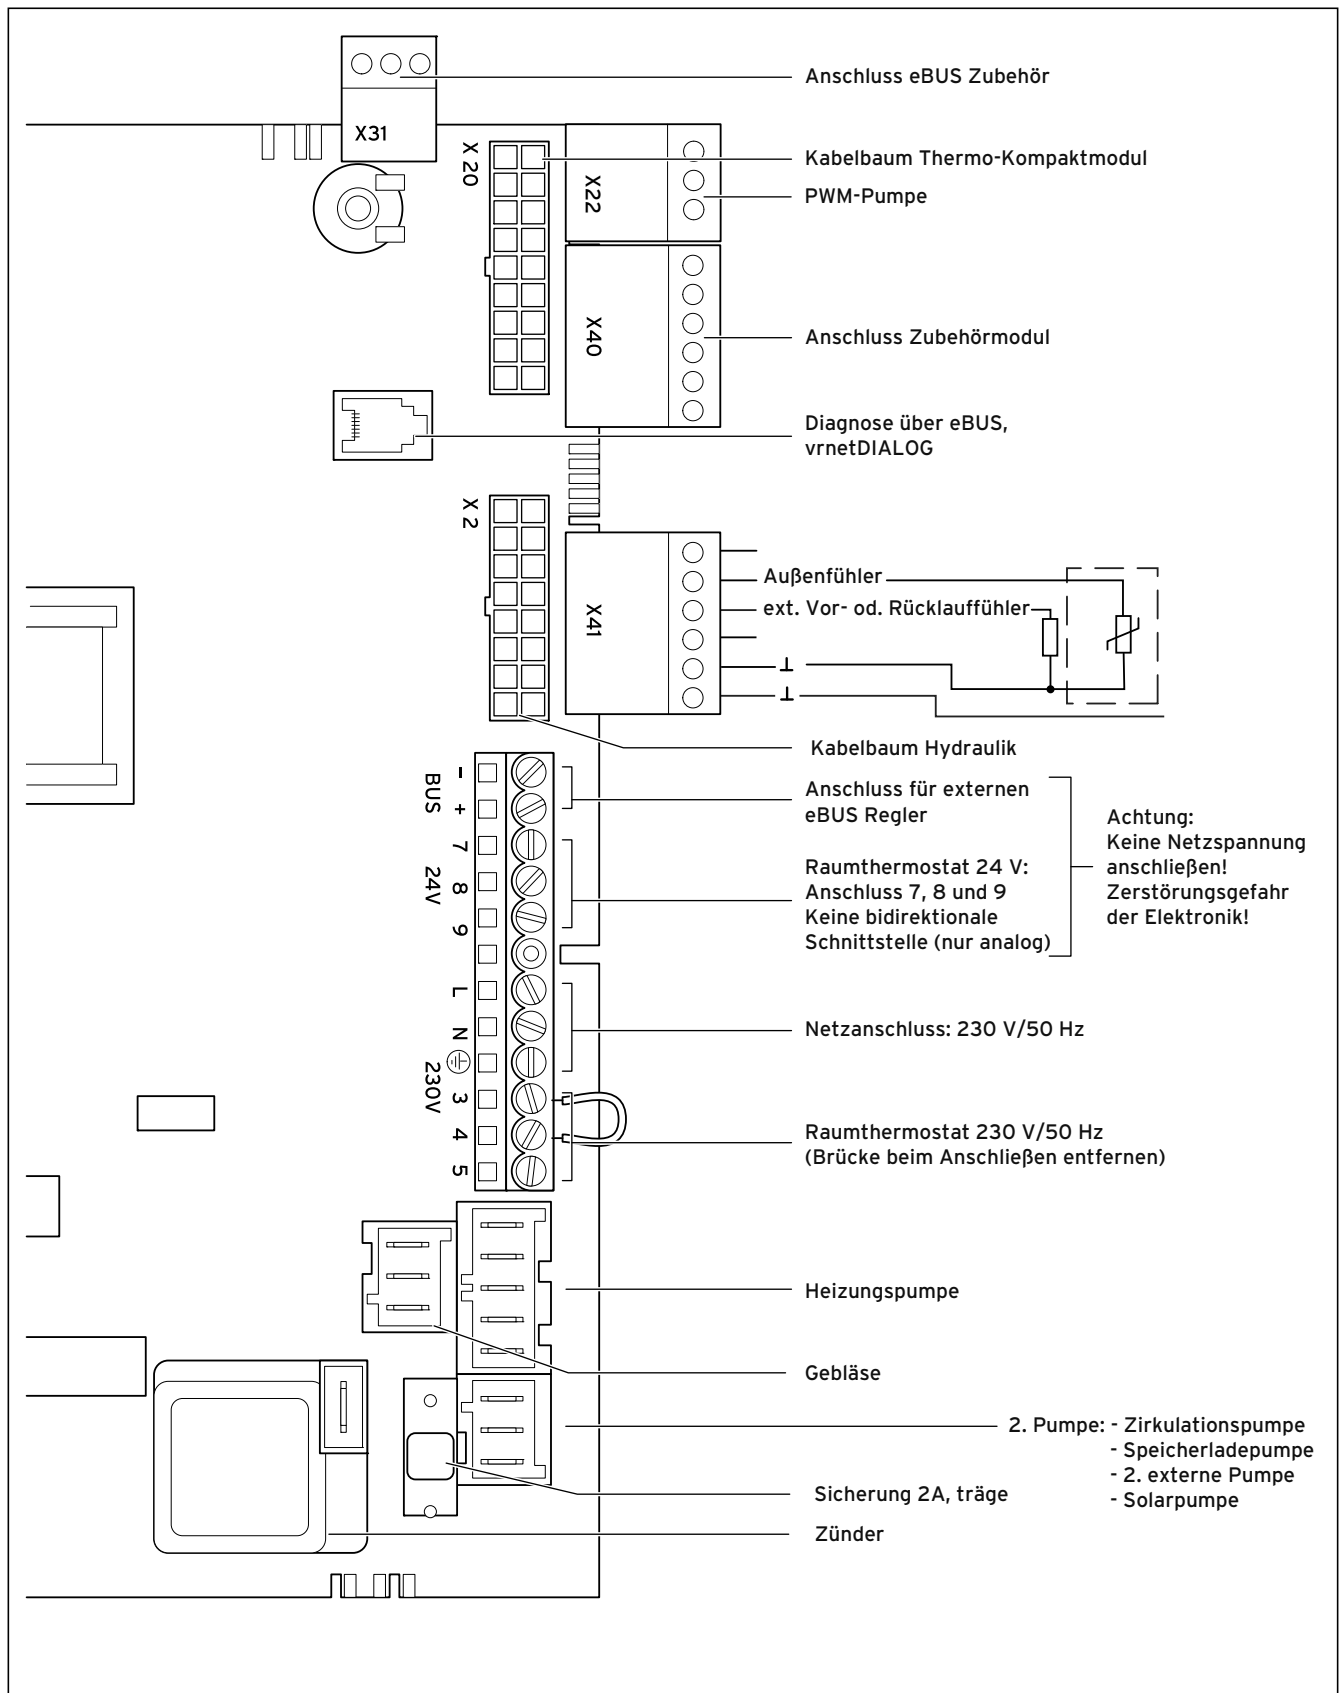 Anschluss eBUS Zubehör
X31
X 20
X22
Kabelbaum Thermo-Kompaktmodul
PWM-Pumpe
X40
Anschluss Zubehörmodul
Diagnose über eBUS,
vrnetDIALOG
X 2
X41
Außenfühler
ext. Vor- od. Rücklauffühler
Kabelbaum Hydraulik
BUS
-
+
Anschluss für externen
eBUS Regler
24V
7
8
9
Raumthermostat 24 V:
Anschluss 7, 8 und 9
Keine bidirektionale
Schnittstelle (nur analog)
Achtung:
Keine Netzspannung
anschließen!
Zerstörungsgefahr
der Elektronik!
L
N
Netzanschluss: 230 V/50 Hz
230V
3
4
5
Raumthermostat 230 V/50 Hz
(Brücke beim Anschließen entfernen)
Heizungspumpe
Gebläse
2. Pumpe: - Zirkulationspumpe
- Speicherladepumpe
- 2. externe Pumpe
- Solarpumpe
Sicherung 2A, träge
Zünder